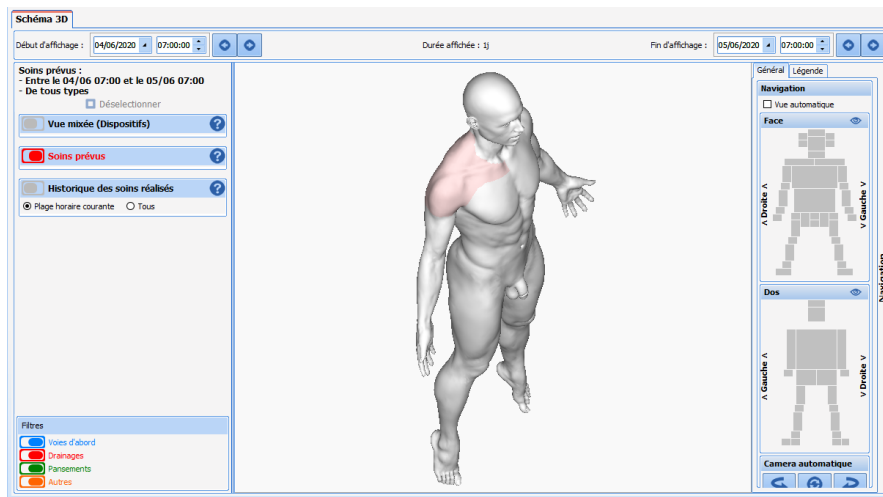 Schéma 3D
Début d'affichage : 04/06/2020 07:00:00 Durée affichée : 1j Fin d'affichage : 05/06/2020 07:00:00
Soins prévus :
- Entre le 04/06 07:00 et le 05/06 07:00
- De tous types
Désélectionner
Vue mixée (Dispositifs) ?
Soins prévus ?
Historique des soins réalisés ?
Plage horaire courante Tous
Filtres
Voies d'abord
Drainages
Pansements
Autres
Général Légende
Navigation
Vue automatique
Face
< Droite <
> Gauche >
Dos
< Gauche <
> Droite >
Camera automatique
Navigation